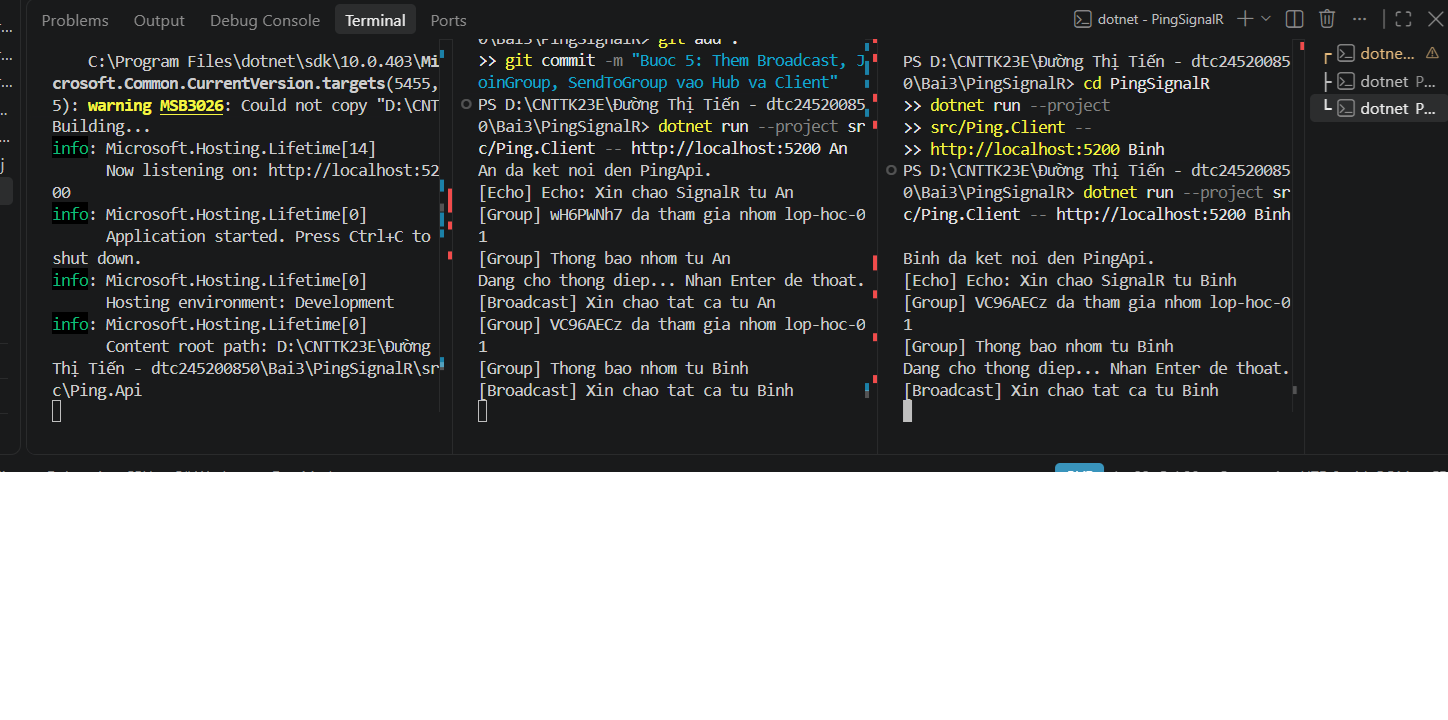 Problems Output Debug Console Terminal Ports
dotnet - PingSignalR
C:\Program Files\dotnet\sdk\10.0.403\Mi
crosoft.Common.CurrentVersion.targets(5455,
5): warning MSB3026: Could not copy "D:\CNT
Building...
info: Microsoft.Hosting.Lifetime[14]
Now listening on: http://localhost:52
00
info: Microsoft.Hosting.Lifetime[0]
Application started. Press Ctrl+C to
shut down.
info: Microsoft.Hosting.Lifetime[0]
Hosting environment: Development
info: Microsoft.Hosting.Lifetime[0]
Content root path: D:\CNTTK23E\Đường
Thị Tiến - dtc245200850\Bai3\PingSignalR\sr
c\Ping.Api
0\Bai3\PingSignalR> git add .
>> git commit -m "Buoc 5: Them Broadcast, J
oinGroup, SendToGroup vao Hub va Client"
PS D:\CNTTK23E\Đường Thị Tiến - dtc24520085
0\Bai3\PingSignalR> dotnet run --project sr
c/Ping.Client -- http://localhost:5200 An
An da ket noi den PingApi.
[Echo] Echo: Xin chao SignalR tu An
[Group] wH6PWNh7 da tham gia nhom lop-hoc-0
1
[Group] Thong bao nhom tu An
Dang cho thong diep... Nhan Enter de thoat.
[Broadcast] Xin chao tat ca tu An
[Group] VC96AECz da tham gia nhom lop-hoc-0
1
[Group] Thong bao nhom tu Binh
[Broadcast] Xin chao tat ca tu Binh
PS D:\CNTTK23E\Đường Thị Tiến - dtc24520085
0\Bai3\PingSignalR> cd PingSignalR
>> dotnet run --project
>> src/Ping.Client --
>> http://localhost:5200 Binh
PS D:\CNTTK23E\Đường Thị Tiến - dtc24520085
0\Bai3\PingSignalR> dotnet run --project sr
c/Ping.Client -- http://localhost:5200 Binh
Binh da ket noi den PingApi.
[Echo] Echo: Xin chao SignalR tu Binh
[Group] VC96AECz da tham gia nhom lop-hoc-0
1
[Group] Thong bao nhom tu Binh
Dang cho thong diep... Nhan Enter de thoat.
[Broadcast] Xin chao tat ca tu Binh
dotne...
dotnet P...
dotnet P...